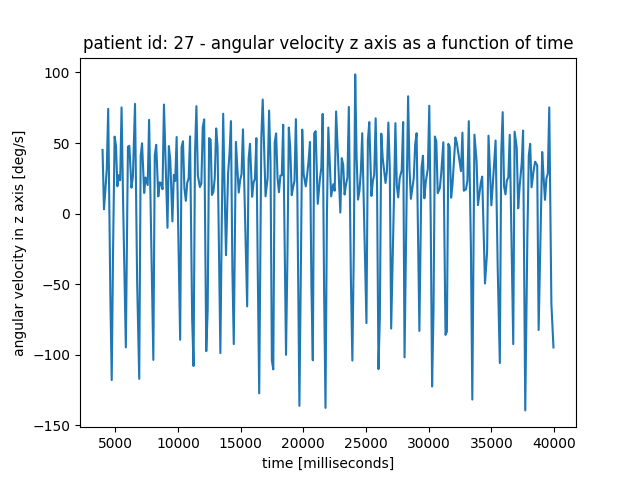 patient id: 27 - angular velocity z axis as a function of time
angular velocity in z axis [deg/s]
100
50
0
−50
−100
−150
5000 10000 15000 20000 25000 30000 35000 40000
time [milliseconds]